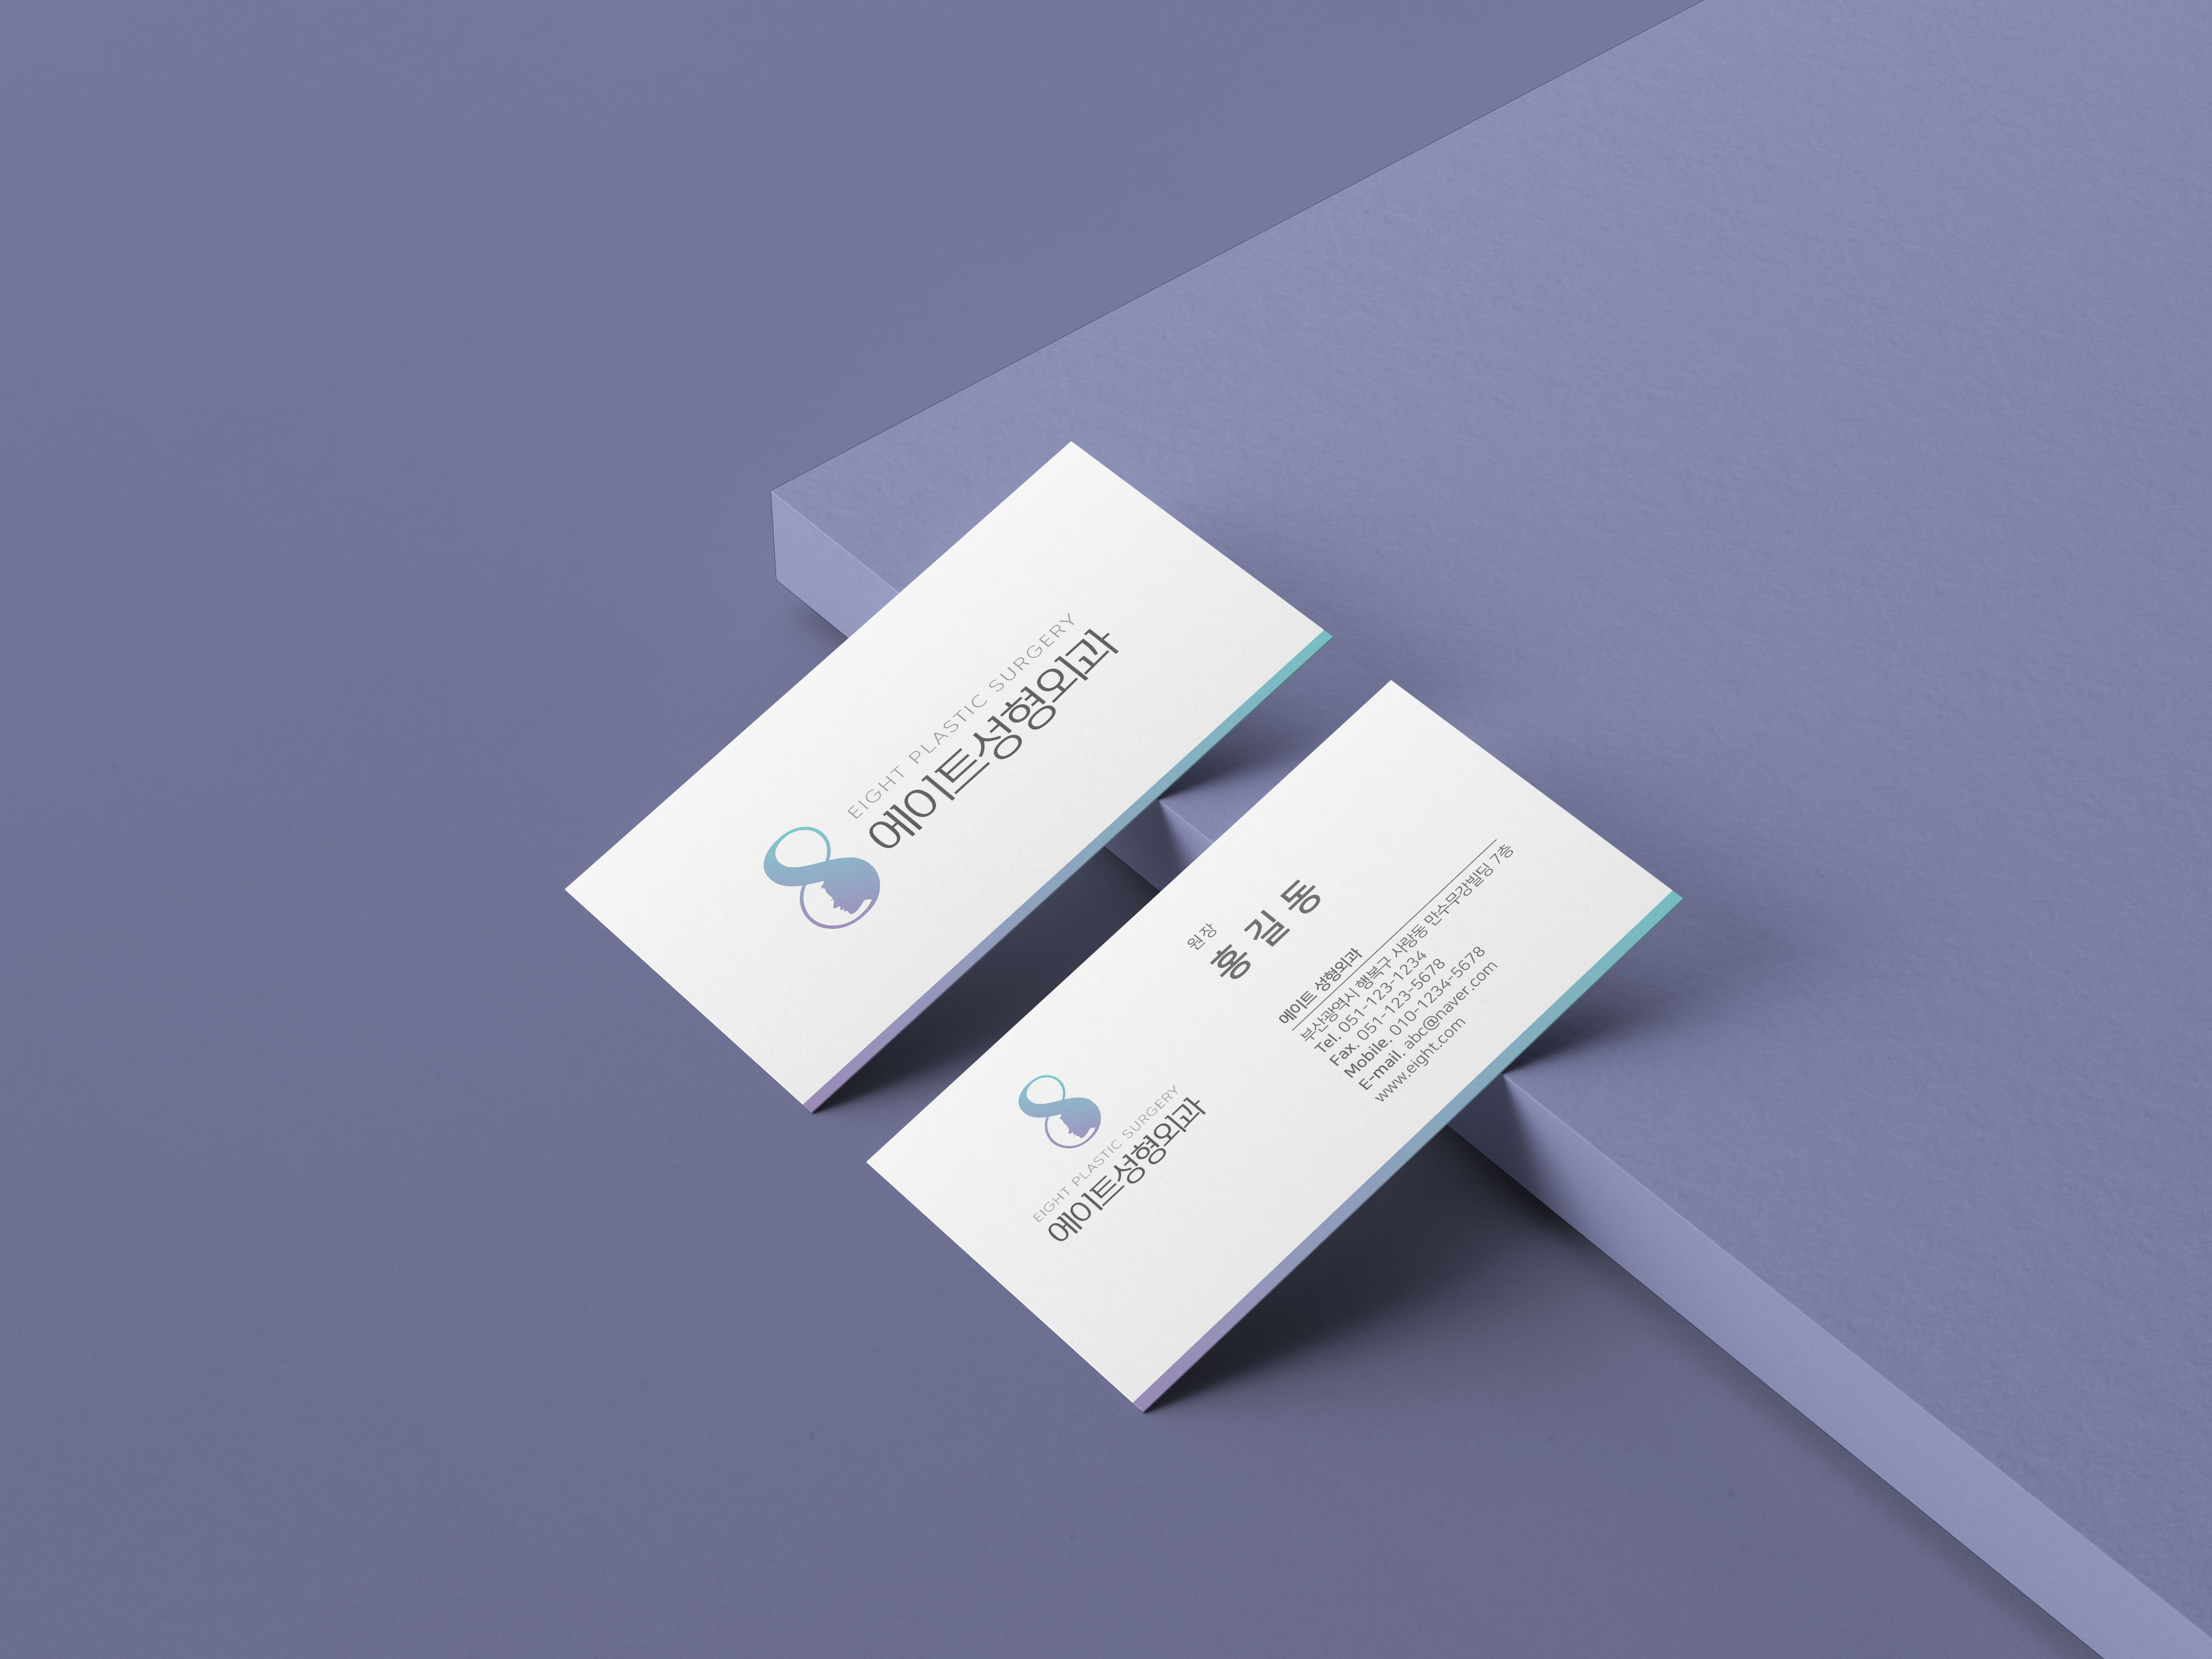 EIGHT PLASTIC SURGERY
에이트성형외과
EIGHT PLASTIC SURGERY
에이트성형외과
원장
홍 길 동
에이트 성형외과
부산광역시 행복구 사랑동 만수무강빌딩 7층
Tel. 051-123-1234
Fax. 051-123-5678
Mobile. 010-1234-5678
E-mail. abc@naver.com
www.eight.com